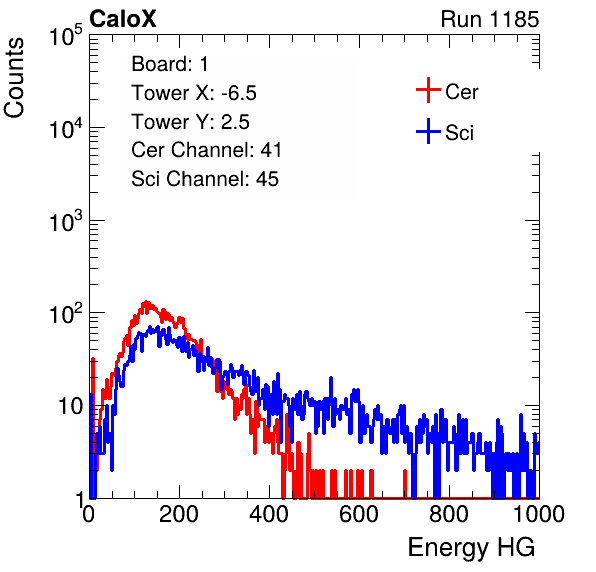 CaloX Run 1185
Counts
Board: 1
Tower X: -6.5
Tower Y: 2.5
Cer Channel: 41
Sci Channel: 45
Cer
Sci
10^5
10^4
10^3
10^2
10
1
0 200 400 600 800 1000
Energy HG